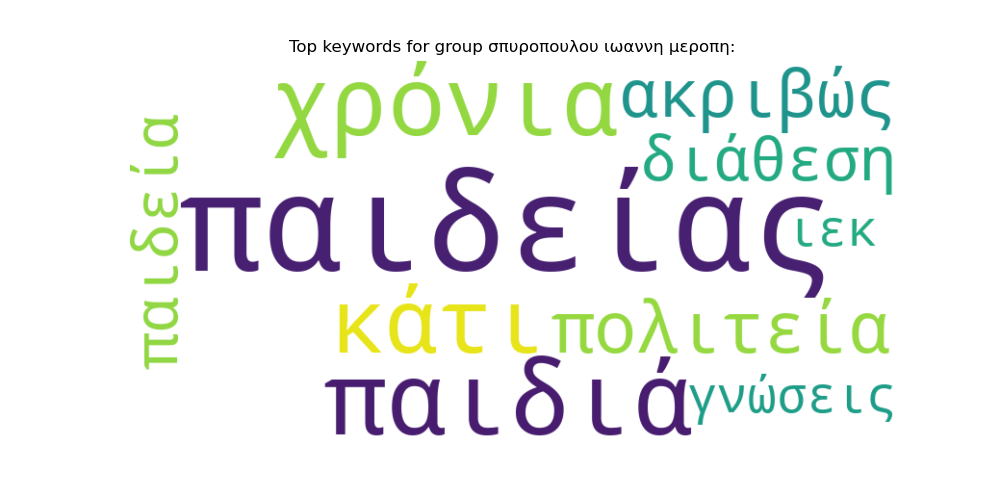 Top keywords for group σπυροπουλου ιωαννη μεροπη:
χρόνια
ακριβώς
διάθεση
παιδεία
παιδείας
ιεκ
κάτι
πολιτεία
παιδιά
γνώσεις